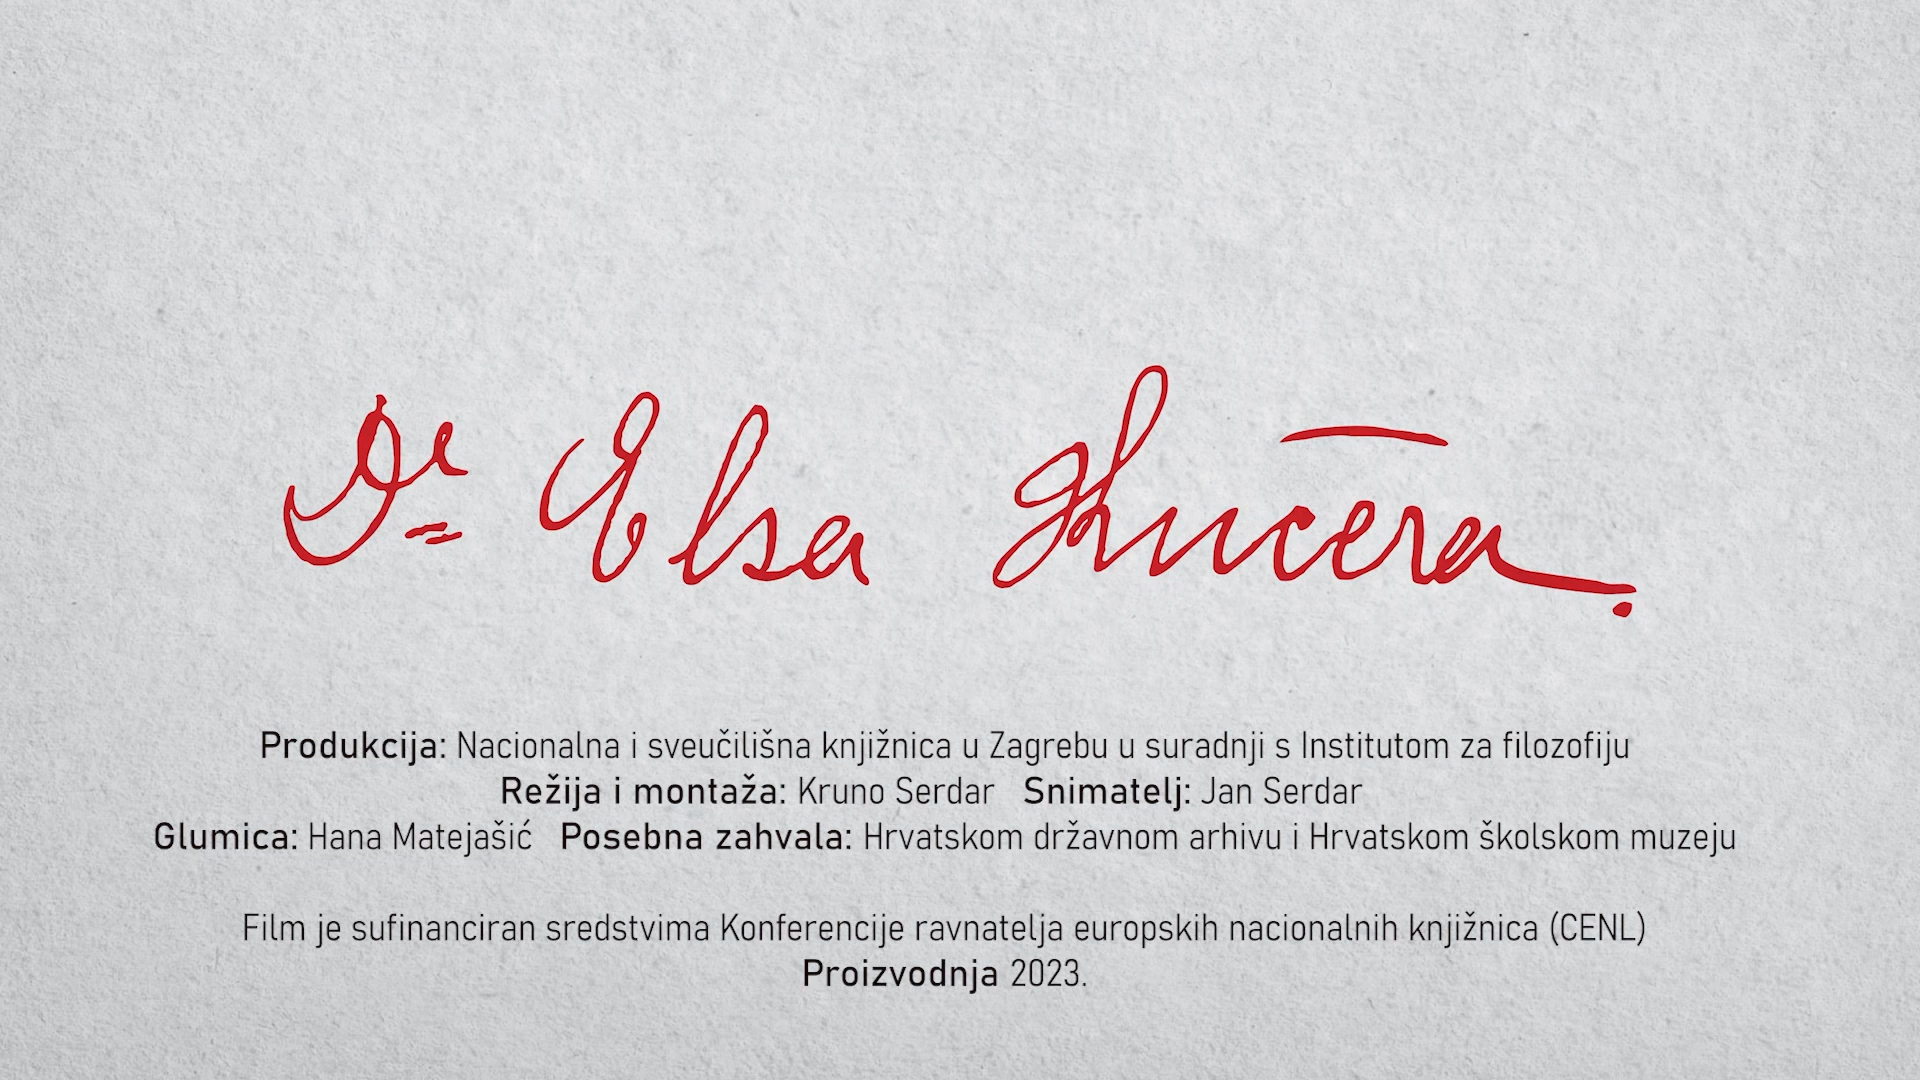 Dr Elsa Kučera.
Produkcija: Nacionalna i sveučilišna knjižnica u Zagrebu u suradnji s Institutom za filozofiju
Režija i montaža: Kruno Serdar Snimatelj: Jan Serdar
Glumica: Hana Matejašić Posebna zahvala: Hrvatskom državnom arhivu i Hrvatskom školskom muzeju
Film je sufinanciran sredstvima Konferencije ravnatelja europskih nacionalnih knjižnica (CENL)
Proizvodnja 2023.